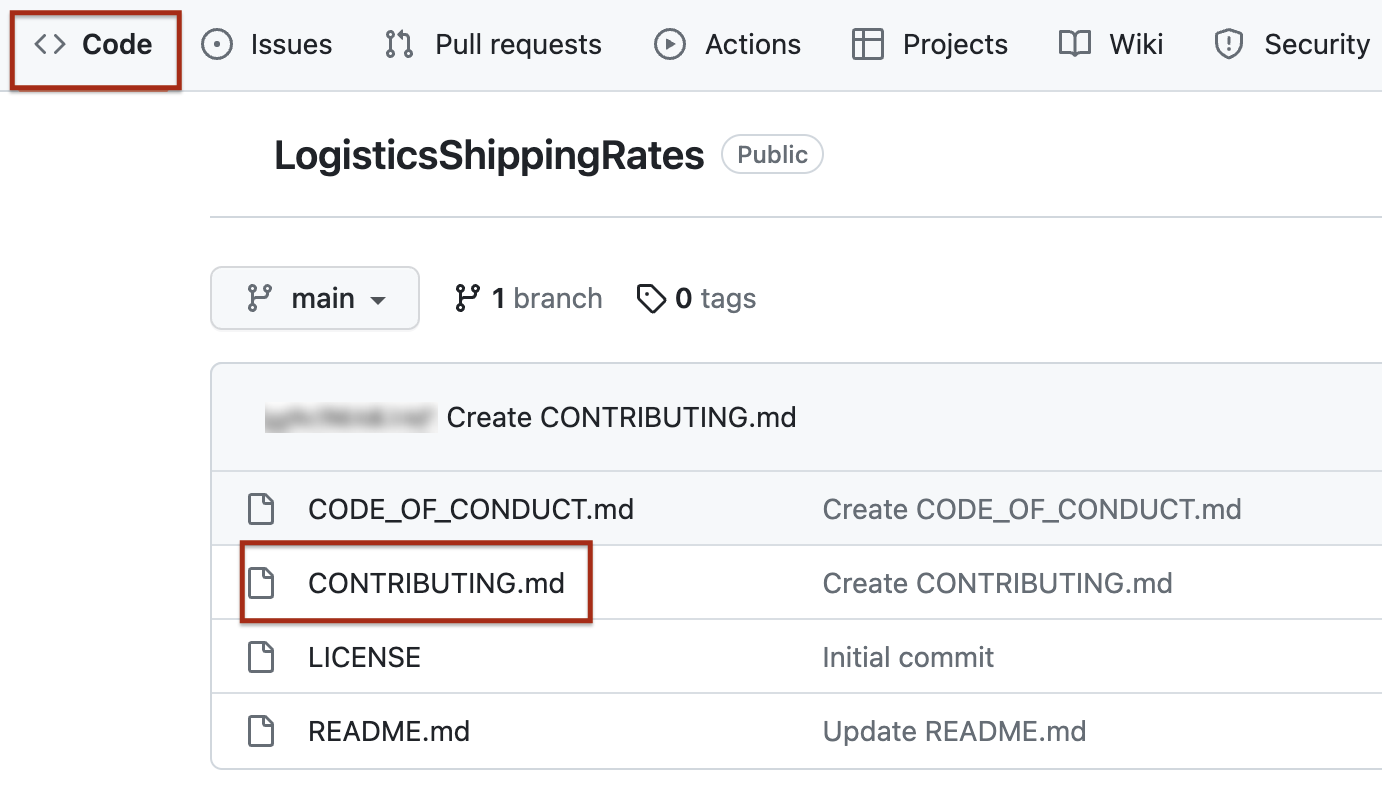 Code Issues Pull requests Actions Projects Wiki Security
LogisticsShippingRates Public
main 1 branch 0 tags
Create CONTRIBUTING.md
CODE_OF_CONDUCT.md Create CODE_OF_CONDUCT.md
CONTRIBUTING.md Create CONTRIBUTING.md
LICENSE Initial commit
README.md Update README.md